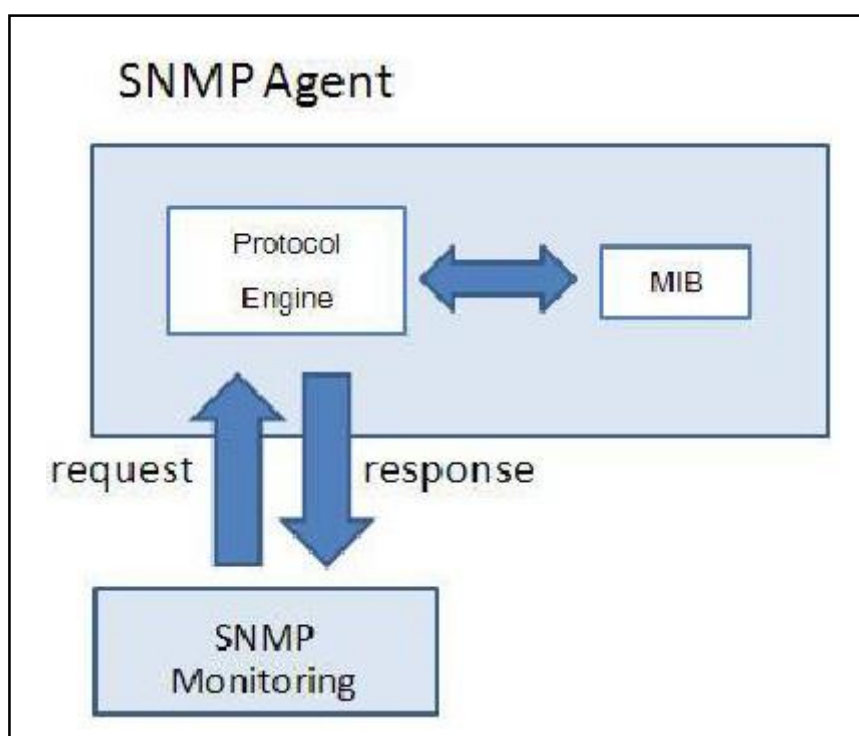 SNMP Agent
Protocol
Engine
MIB
request
response
SNMP
Monitoring